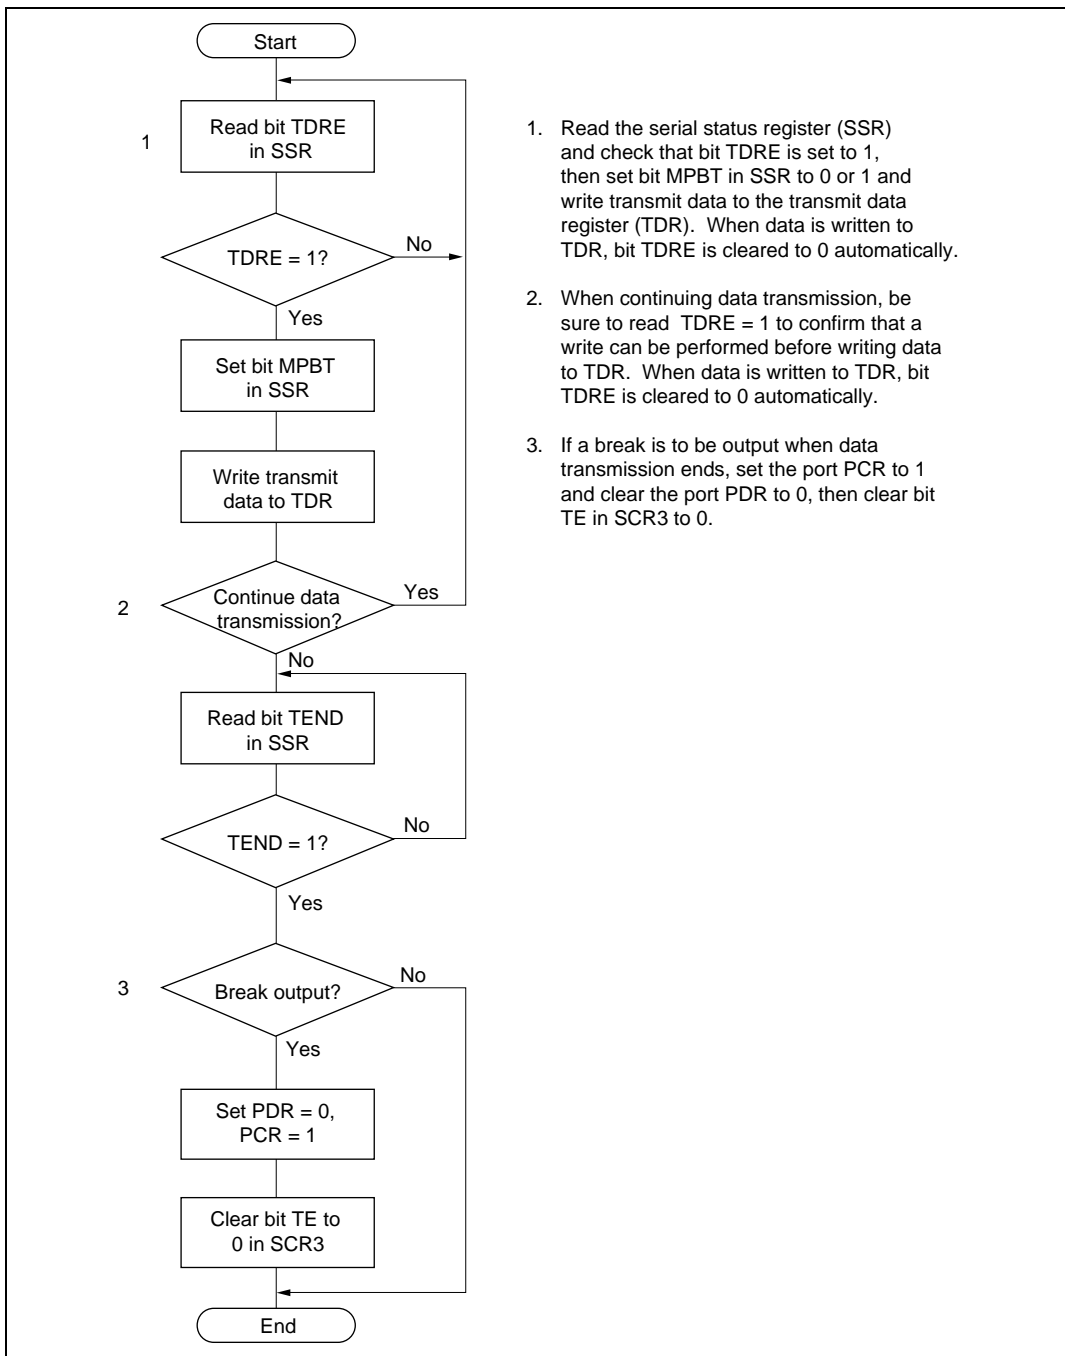 Start
1
Read bit TDRE
in SSR
TDRE = 1?
No
Yes
Set bit MPBT
in SSR
Write transmit
data to TDR
2
Continue data
transmission?
Yes
No
Read bit TEND
in SSR
TEND = 1?
No
Yes
3
Break output?
No
Yes
Set PDR = 0,
PCR = 1
Clear bit TE to
0 in SCR3
End
1. Read the serial status register (SSR)
and check that bit TDRE is set to 1,
then set bit MPBT in SSR to 0 or 1 and
write transmit data to the transmit data
register (TDR). When data is written to
TDR, bit TDRE is cleared to 0 automatically.
2. When continuing data transmission, be
sure to read TDRE = 1 to confirm that a
write can be performed before writing data
to TDR. When data is written to TDR, bit
TDRE is cleared to 0 automatically.
3. If a break is to be output when data
transmission ends, set the port PCR to 1
and clear the port PDR to 0, then clear bit
TE in SCR3 to 0.